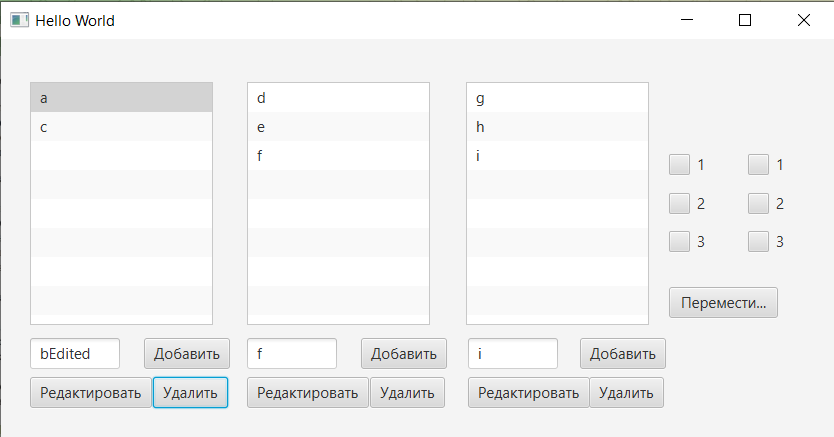 Hello World
a d g
c e h
f i
1 1
2 2
3 3
Перемести...
bEdited Добавить f Добавить i Добавить
Редактировать Удалить Редактировать Удалить Редактировать Удалить